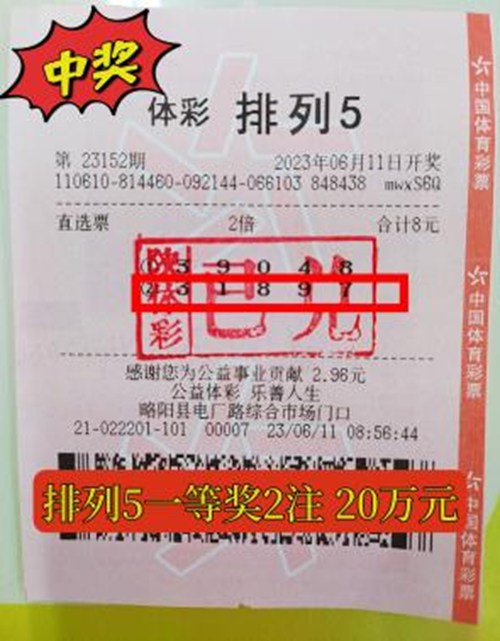 中奖
体彩 排列5
第 23152期 2023年06月11日开奖
110610-814460-092144-066103 848438 mwxS6Q
直选票 2倍 合计8元
① 3 9 0 4 8
② 3 1 8 9 7
陕体彩
已兑
感谢您为公益事业贡献 2.96元
公益体彩 乐善人生
略阳县电厂路综合市场门口
21-022201-101 00007 23/06/11 08:56:44
排列5一等奖2注 20万元
中国体育彩票
中国体育彩票
中国体育彩票